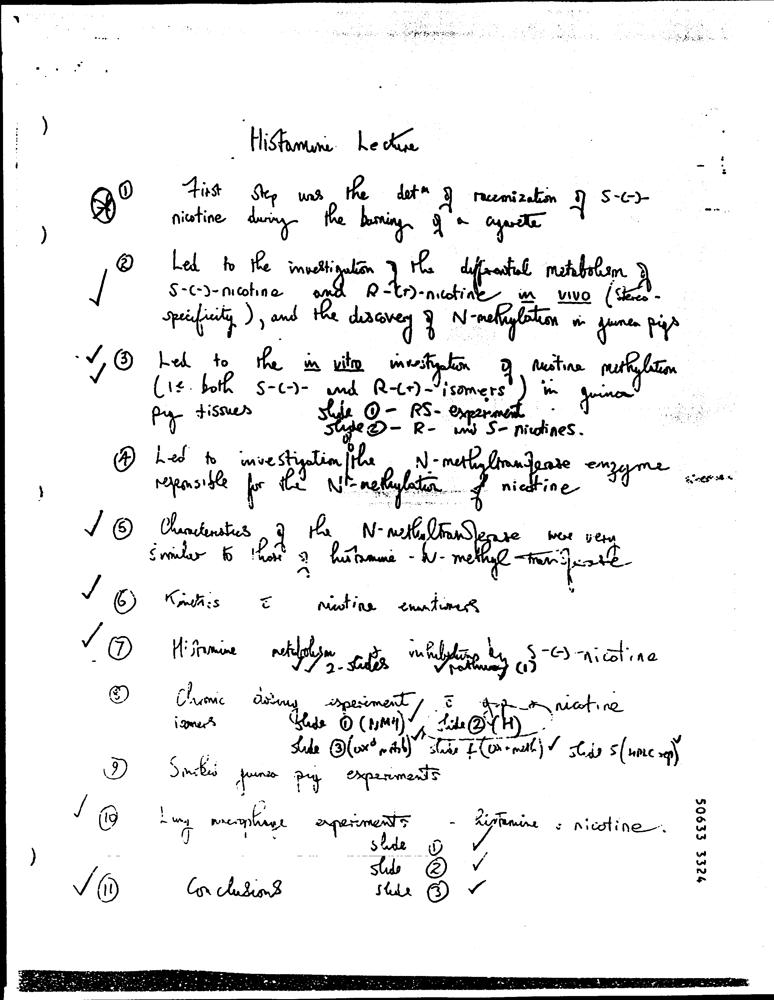 Histamine Lecture
① First step was the detⁿ of racemization of S-(-)-
nicotine during the burning of a cigarette
② Led to the investigation of the differential metabolism of
S-(-)-nicotine and R-(+)-nicotine in vivo (Stereo-
specificity), and the discovery of N-methylation in guinea pigs
③ Led to the in vitro investigation of nicotine methylation
(ie. both S-(-)- and R-(+)-isomers) in guinea
pig tissues slide ① - RS- experiment
slide ② - R- and S- nicotines.
④ Led to investigation of the N-methyltransferase enzyme
responsible for the N-methylation of nicotine
⑤ Characteristics of the N-methyltransferase were very
similar to those of histamine-N-methyl-transferase
⑥ Kinetics c̄ nicotine enantiomers
⑦ Histamine metabolism inhibition by S-(-)-nicotine
2-slides pathway (1)
⑧ Chronic dosing experiment c̄ nicotine
isomers slide ① (NMN) slide ② (H)
slide ③ (oxᵈ metab) slide 4 (ox + meth) slide 5 (HPLC sep)
⑨ guinea pig experiments
⑩ Lung macrophage experiments - histamine nicotine.
slide ①
slide ②
⑪ Conclusions slide ③
50633 3324